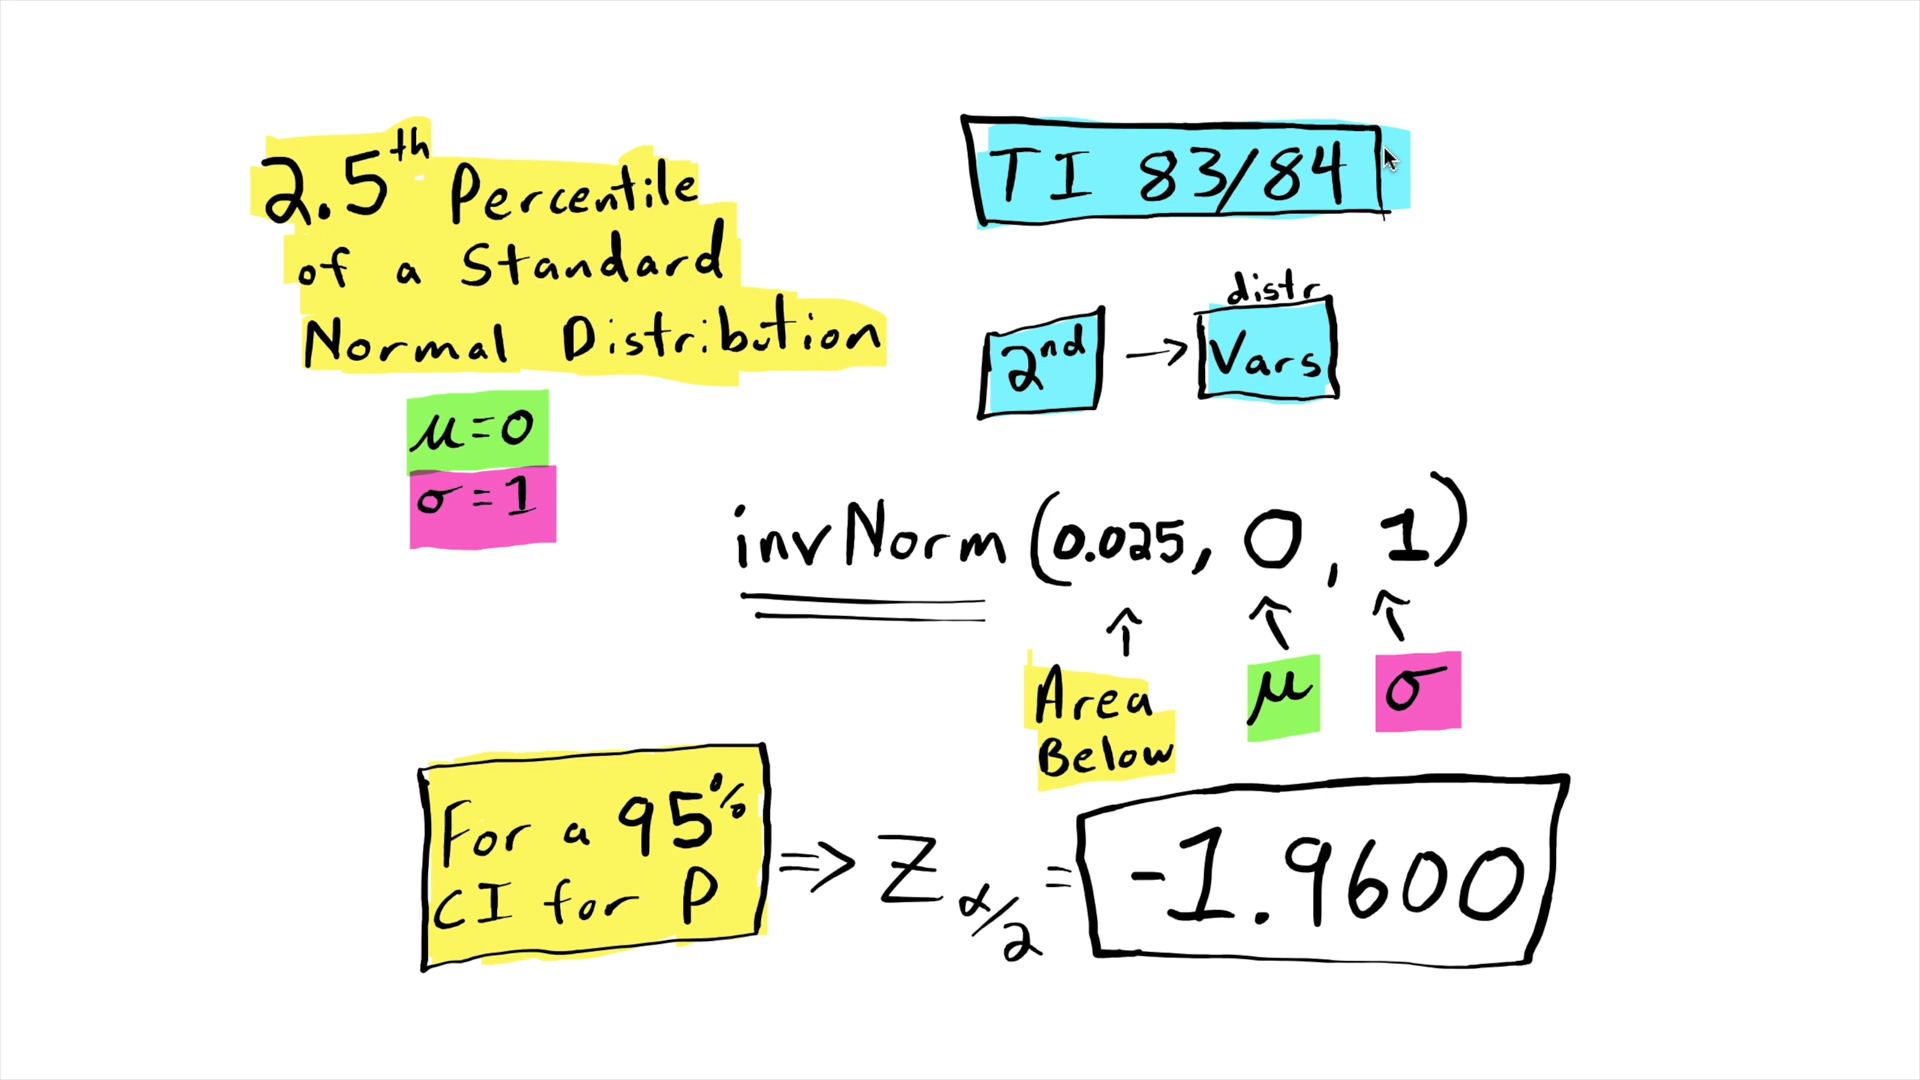 2.5th Percentile
of a Standard
Normal Distribution
μ=0
σ=1
TI 83/84
distr
2nd → Vars
invNorm(0.025, 0, 1)
↑ ↑ ↑
Area μ σ
Below
For a 95%
CI for P ⇒ Zα/2 = -1.9600